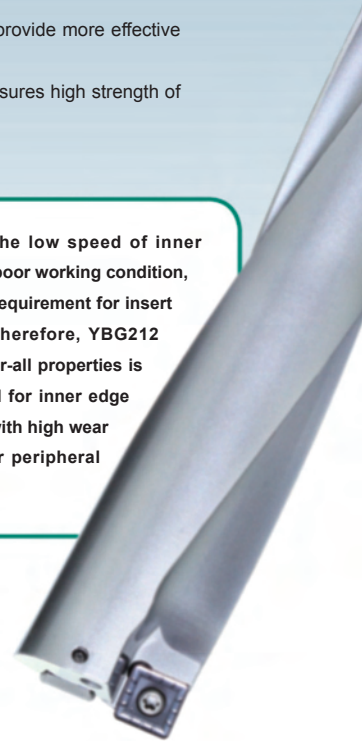 provide more effective
sures high strength of
he low speed of inner
poor working condition,
equirement for insert
herefore, YBG212
r-all properties is
d for inner edge
with high wear
r peripheral